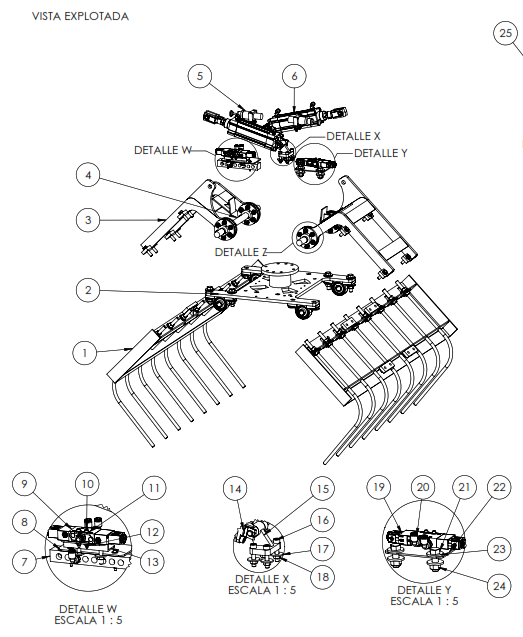 VISTA EXPLOTADA
25
5
6
DETALLE X
DETALLE W
DETALLE Y
4
3
DETALLE Z
2
1
9
10
11
14
15
19
20
21
22
8
12
16
7
13
17
23
18
24
DETALLE W
ESCALA 1 : 5
DETALLE X
ESCALA 1 : 5
DETALLE Y
ESCALA 1 : 5